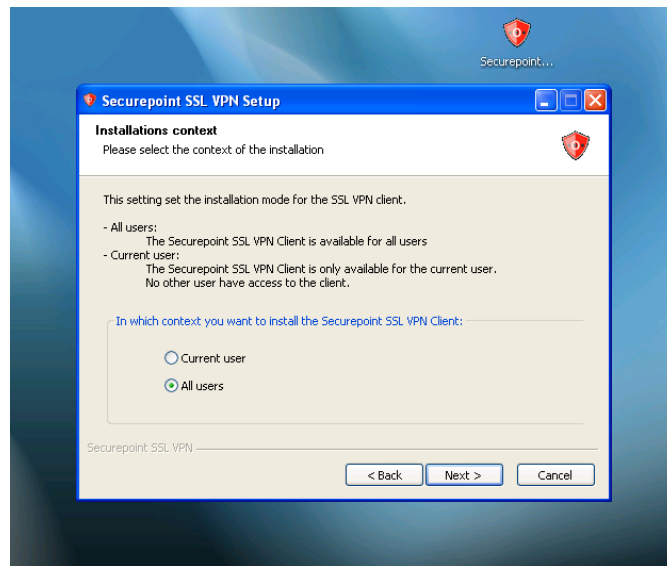 Securepoint...
Securepoint SSL VPN Setup
Installations context
Please select the context of the installation
This setting set the installation mode for the SSL VPN client.
- All users:
The Securepoint SSL VPN Client is available for all users
- Current user:
The Securepoint SSL VPN Client is only available for the current user.
No other user have access to the client.
In which context you want to install the Securepoint SSL VPN Client:
Current user
All users
Securepoint SSL VPN
< Back Next > Cancel